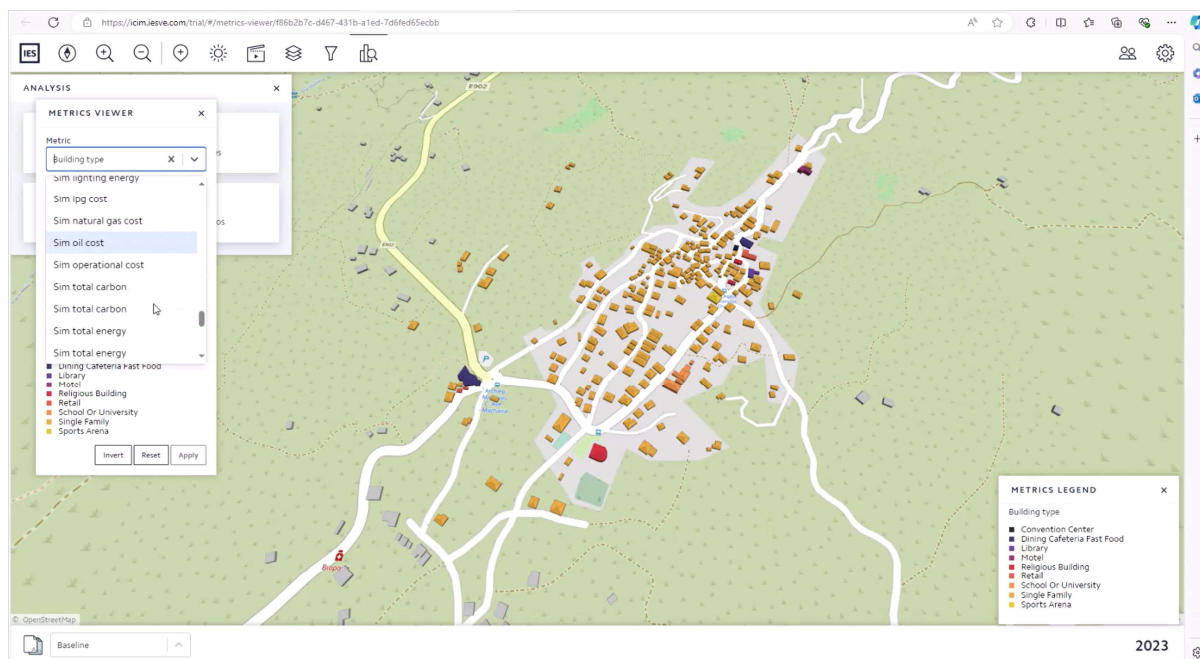 https://icim.iesve.com/trial/#/metrics-viewer/f86b2b7c-d467-431b-a1ed-7d6fed65ecbb
IES
ANALYSIS
METRICS VIEWER
Metric
Building type
Sim lighting energy
Sim lpg cost
Sim natural gas cost
Sim oil cost
Sim operational cost
Sim total carbon
Sim total carbon
Sim total energy
Sim total energy
Dining Cafeteria Fast Food
Library
Motel
Religious Building
Retail
School Or University
Single Family
Sports Arena
Invert Reset Apply
E902
E902
P
Βιάρο
METRICS LEGEND
Building type
Convention Center
Dining Cafeteria Fast Food
Library
Motel
Religious Building
Retail
School Or University
Single Family
Sports Arena
© OpenStreetMap
Baseline
2023